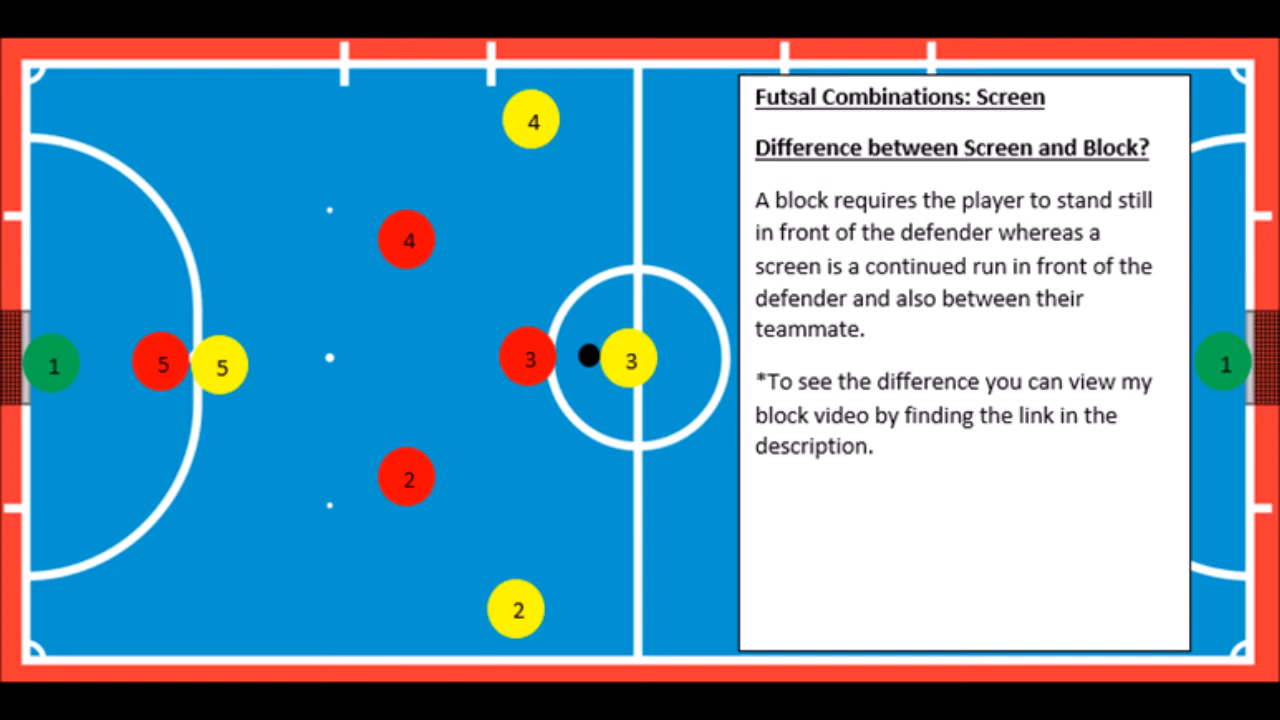 Futsal Combinations: Screen
Difference between Screen and Block?
A block requires the player to stand still
in front of the defender whereas a
screen is a continued run in front of the
defender and also between their
teammate.
*To see the difference you can view my
block video by finding the link in the
description.
4
4
1
5
5
3
3
1
2
2